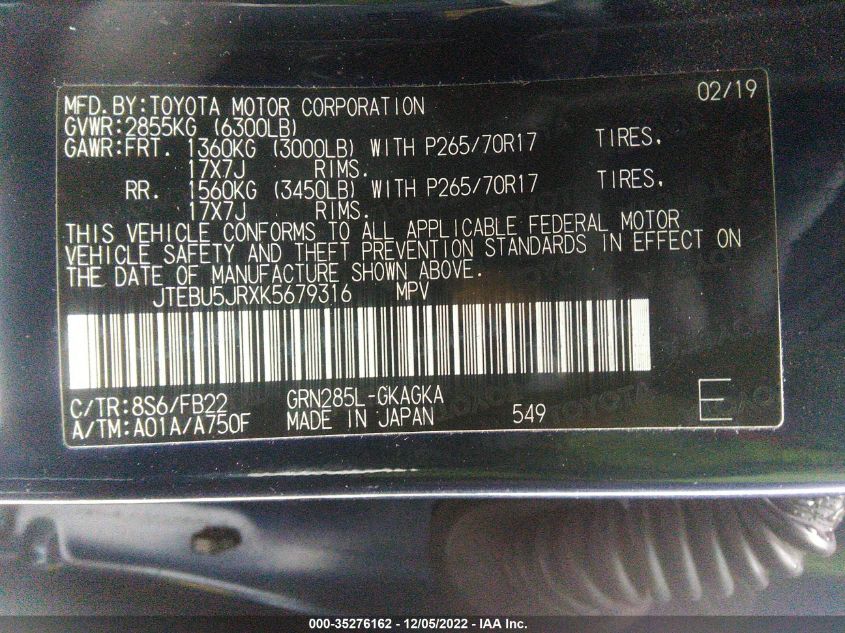 02/19
MFD.BY:TOYOTA MOTOR CORPORATION
GVWR:2855KG (6300LB)
GAWR:FRT. 1360KG (3000LB) WITH P265/70R17 TIRES,
17X7J RIMS.
RR. 1560KG (3450LB) WITH P265/70R17 TIRES,
17X7J RIMS.
THIS VEHICLE CONFORMS TO ALL APPLICABLE FEDERAL MOTOR
VEHICLE SAFETY AND THEFT PREVENTION STANDARDS IN EFFECT ON
THE DATE OF MANUFACTURE SHOWN ABOVE.
JTEBU5JRXK5679316 MPV
C/TR:8S6/FB22 GRN285L-GKAGKA
A/TM:A01A/A750F MADE IN JAPAN 549 E
000-35276162 - 12/05/2022 - IAA Inc.